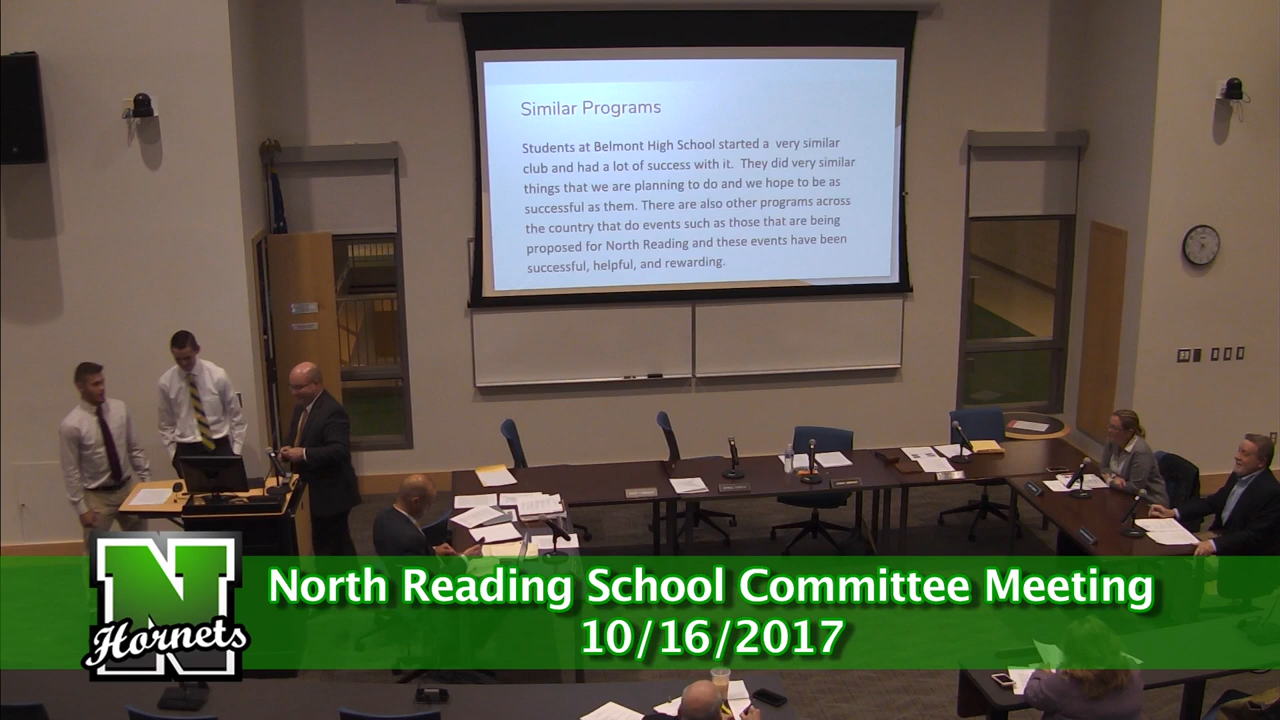 Similar Programs
Students at Belmont High School started a very similar
club and had a lot of success with it. They did very similar
things that we are planning to do and we hope to be as
successful as them. There are also other programs across
the country that do events such as those that are being
proposed for North Reading and these events have been
successful, helpful, and rewarding.
N
Hornets
North Reading School Committee Meeting
10/16/2017